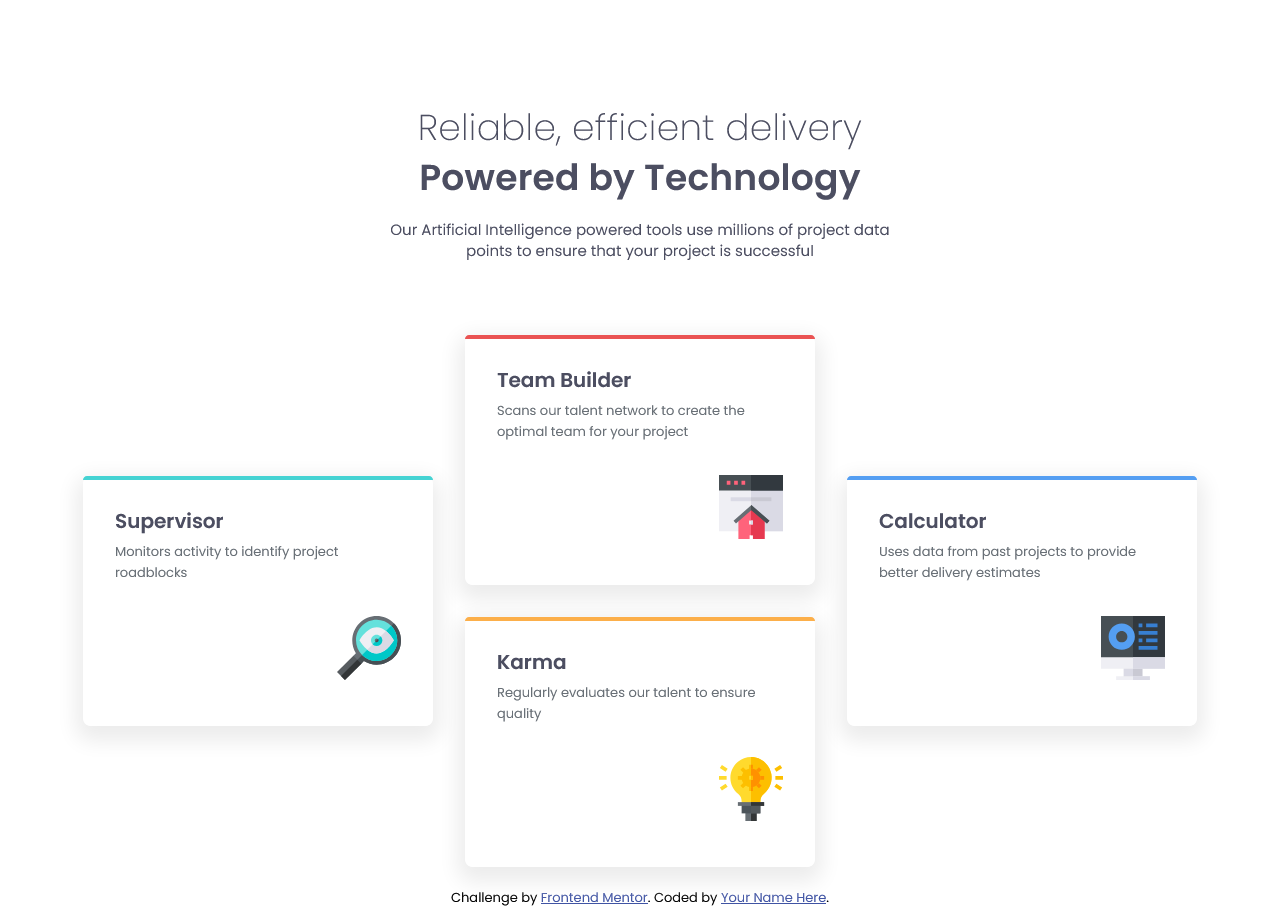 Reliable, efficient delivery
Powered by Technology
Our Artificial Intelligence powered tools use millions of project data
points to ensure that your project is successful
Supervisor
Monitors activity to identify project
roadblocks
Team Builder
Scans our talent network to create the
optimal team for your project
Karma
Regularly evaluates our talent to ensure
quality
Calculator
Uses data from past projects to provide
better delivery estimates
Challenge by Frontend Mentor. Coded by Your Name Here.